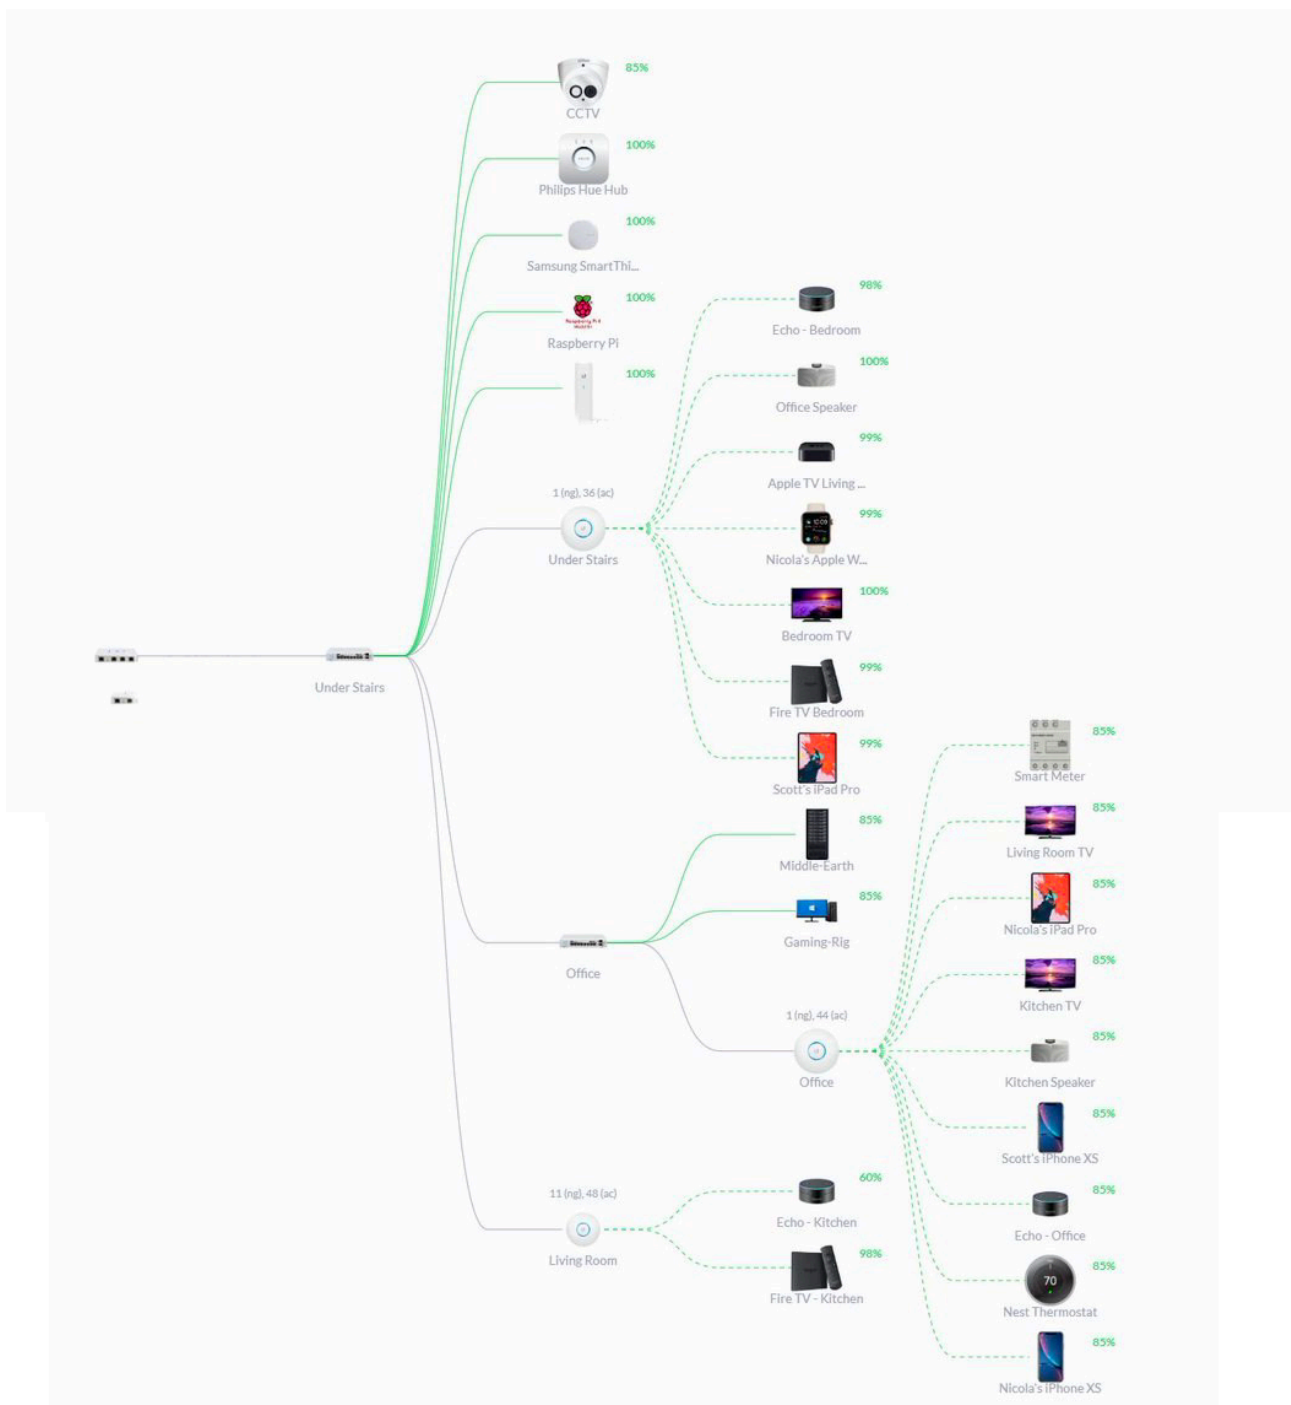 85%
CCTV
100%
Philips Hue Hub
100%
Samsung SmartThi...
100%
Raspberry Pi
100%
1 (ng), 36 (ac)
Under Stairs
98%
Echo - Bedroom
100%
Office Speaker
99%
Apple TV Living ...
99%
Nicola's Apple W...
100%
Bedroom TV
99%
Fire TV Bedroom
99%
Scott's iPad Pro
Under Stairs
85%
Middle-Earth
85%
Gaming-Rig
Office
1 (ng), 44 (ac)
Office
85%
Smart Meter
85%
Living Room TV
85%
Nicola's iPad Pro
85%
Kitchen TV
85%
Kitchen Speaker
85%
Scott's iPhone XS
85%
Echo - Office
85%
70
Nest Thermostat
85%
Nicola's iPhone XS
11 (ng), 48 (ac)
Living Room
60%
Echo - Kitchen
98%
Fire TV - Kitchen